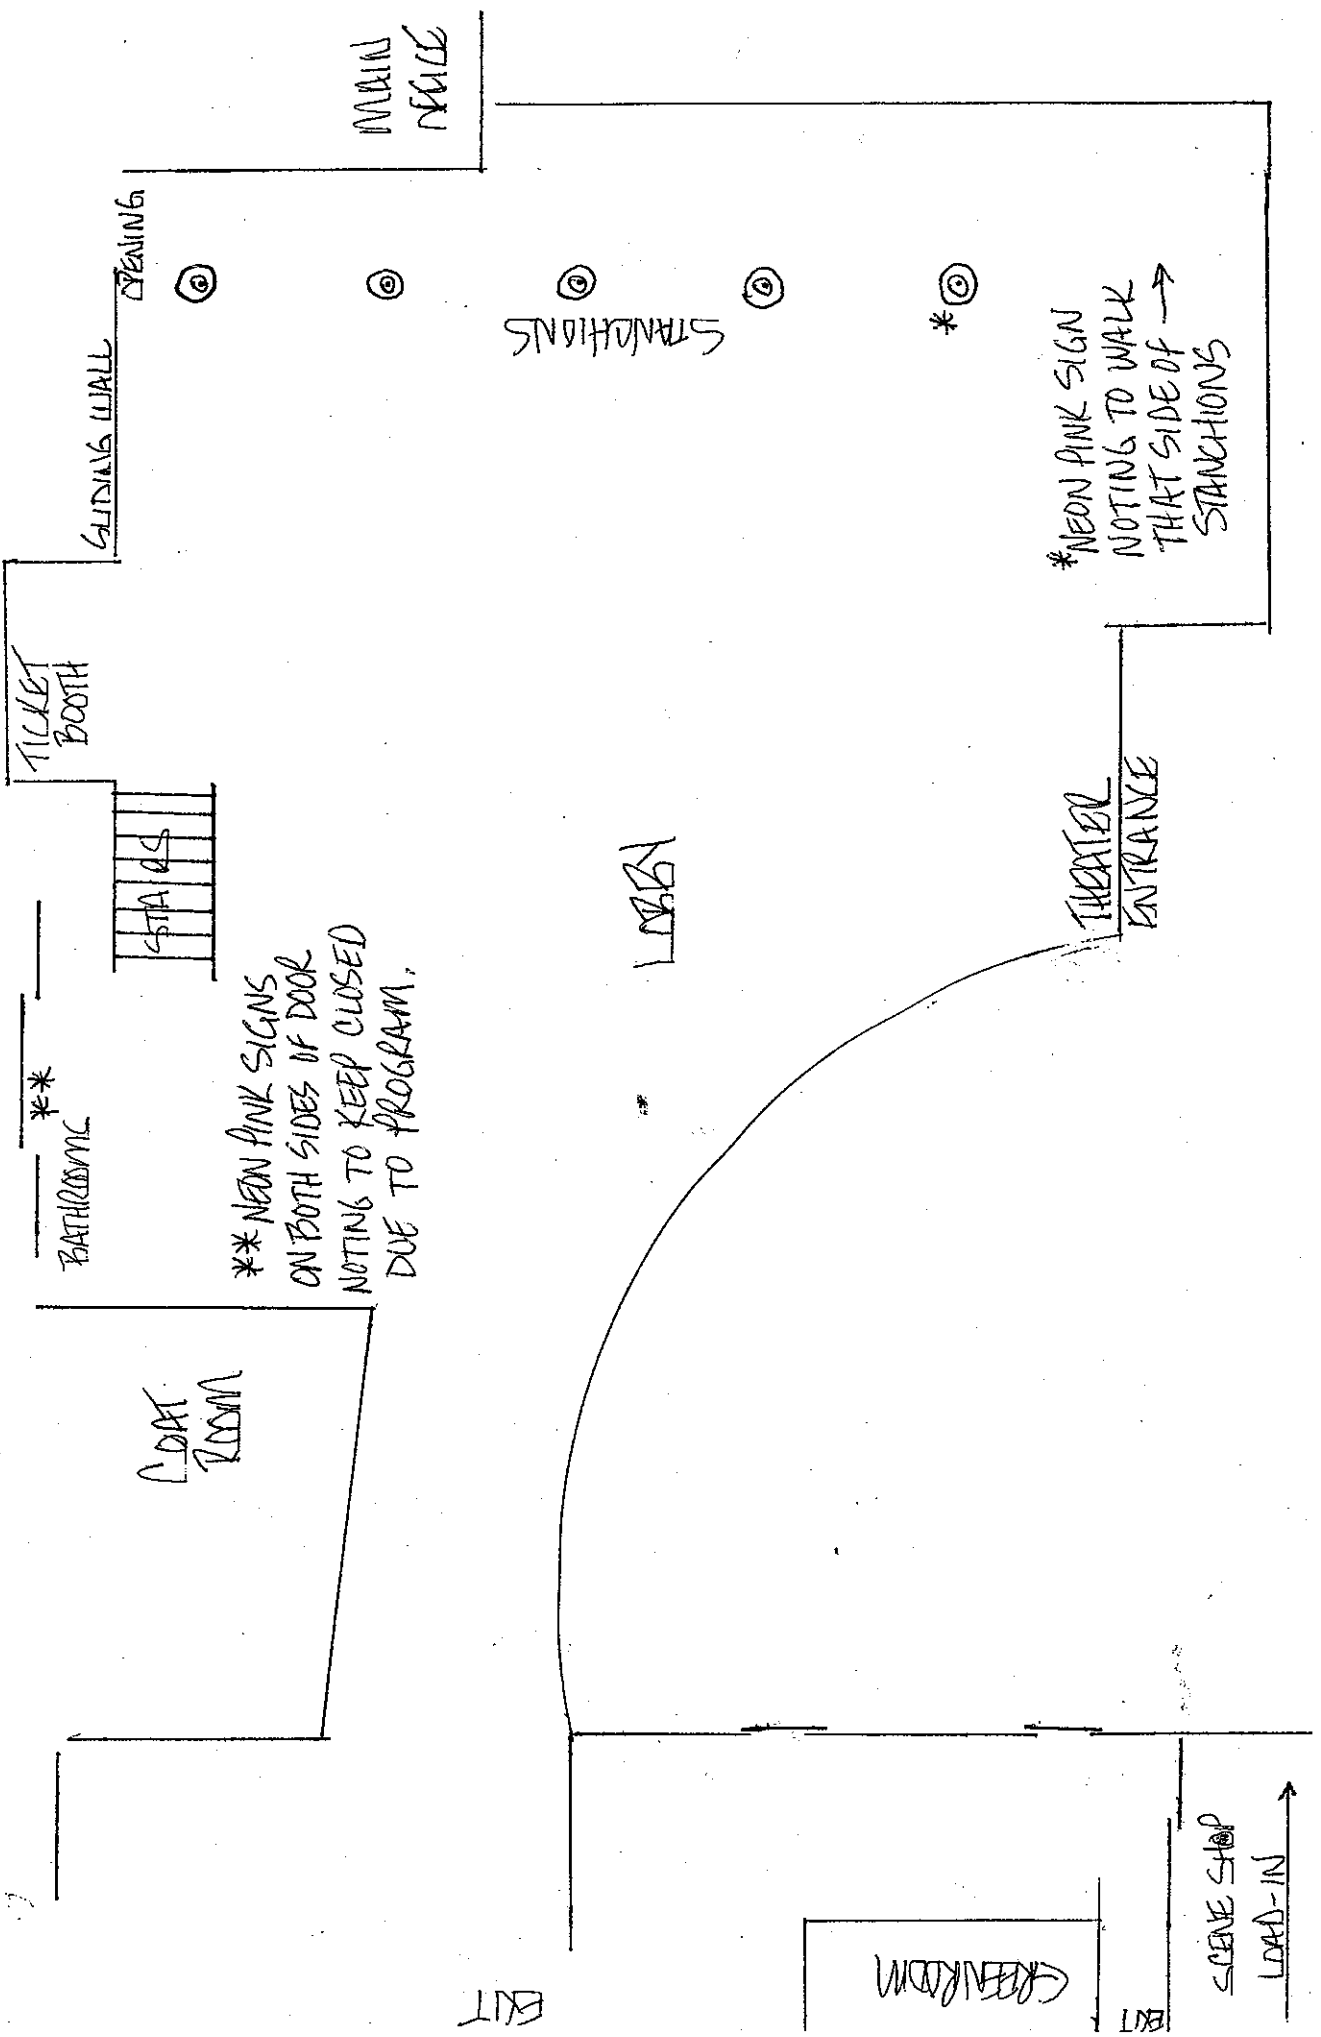 MAIN
OFFICE
OPENING
SLIDING WALL
TICKET
BOOTH
STAIRS
**
BATHROOMS
COAT
ROOM
** NEON PINK SIGNS
ON BOTH SIDES OF DOOR
NOTING TO KEEP CLOSED
DUE TO PROGRAM.
STANCHIONS
*
LOBBY
*NEON PINK SIGN
NOTING TO WALK
THAT SIDE OF →
STANCHIONS
THEATER
ENTRANCE
EXIT
GREENROOM
EXIT
SCENE SHOP
LOAD-IN